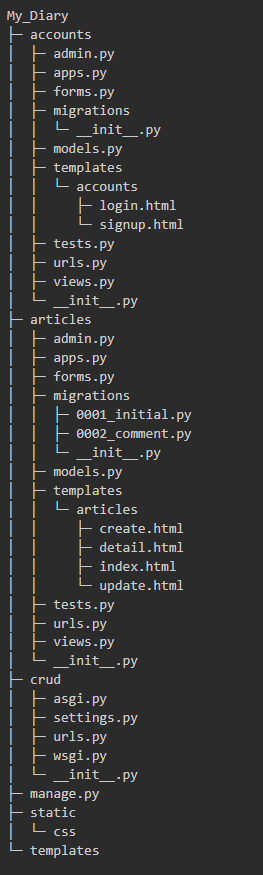 My_Diary
├─ accounts
│  ├─ admin.py
│  ├─ apps.py
│  ├─ forms.py
│  ├─ migrations
│  │  └─ __init__.py
│  ├─ models.py
│  ├─ templates
│  │  └─ accounts
│  │     ├─ login.html
│  │     └─ signup.html
│  ├─ tests.py
│  ├─ urls.py
│  ├─ views.py
│  └─ __init__.py
├─ articles
│  ├─ admin.py
│  ├─ apps.py
│  ├─ forms.py
│  ├─ migrations
│  │  ├─ 0001_initial.py
│  │  ├─ 0002_comment.py
│  │  └─ __init__.py
│  ├─ models.py
│  ├─ templates
│  │  └─ articles
│  │     ├─ create.html
│  │     ├─ detail.html
│  │     ├─ index.html
│  │     └─ update.html
│  ├─ tests.py
│  ├─ urls.py
│  ├─ views.py
│  └─ __init__.py
├─ crud
│  ├─ asgi.py
│  ├─ settings.py
│  ├─ urls.py
│  ├─ wsgi.py
│  └─ __init__.py
├─ manage.py
├─ static
│  └─ css
└─ templates